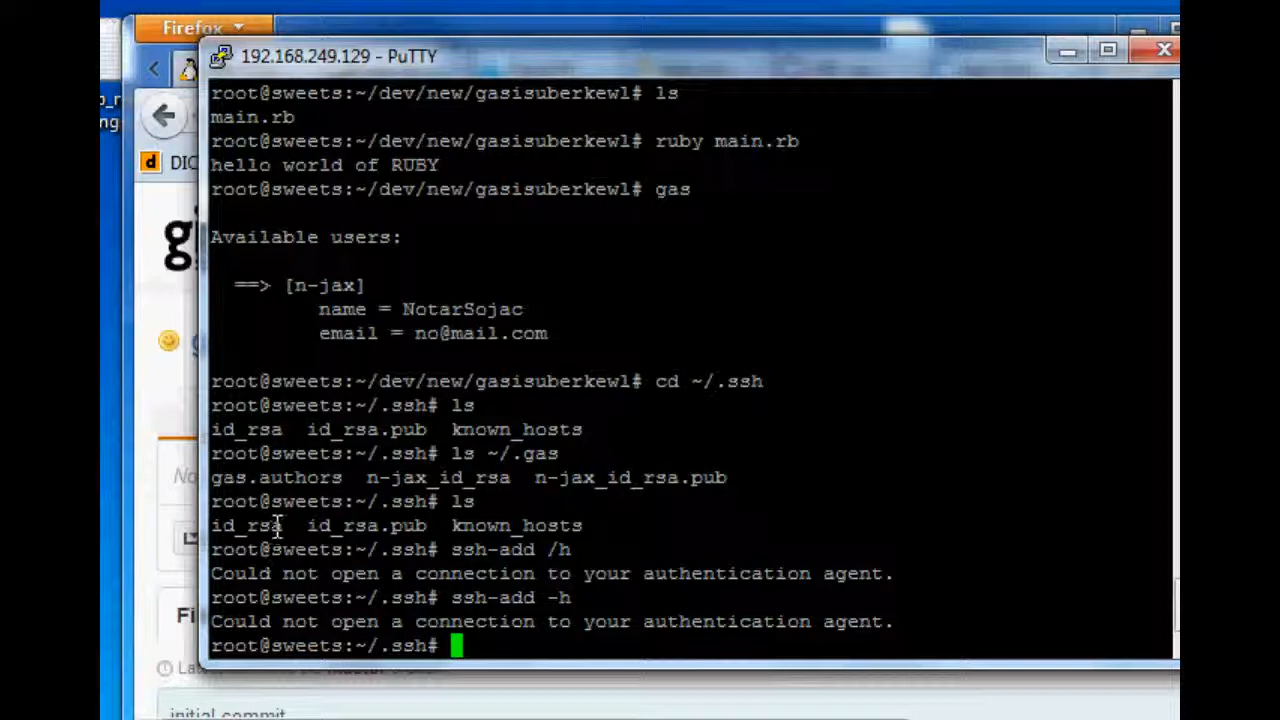 Firefox
192.168.249.129 - PuTTY
root@sweets:~/dev/new/gasisuberkewl# ls
main.rb
root@sweets:~/dev/new/gasisuberkewl# ruby main.rb
hello world of RUBY
root@sweets:~/dev/new/gasisuberkewl# gas
Available users:
==> [n-jax]
name = NotarSojac
email = no@mail.com
root@sweets:~/dev/new/gasisuberkewl# cd ~/.ssh
root@sweets:~/.ssh# ls
id_rsa id_rsa.pub known_hosts
root@sweets:~/.ssh# ls ~/.gas
gas.authors n-jax_id_rsa n-jax_id_rsa.pub
root@sweets:~/.ssh# ls
id_rsa id_rsa.pub known_hosts
root@sweets:~/.ssh# ssh-add /h
Could not open a connection to your authentication agent.
root@sweets:~/.ssh# ssh-add -h
Could not open a connection to your authentication agent.
root@sweets:~/.ssh#
d DIC
gi
No
Fi
initial commit